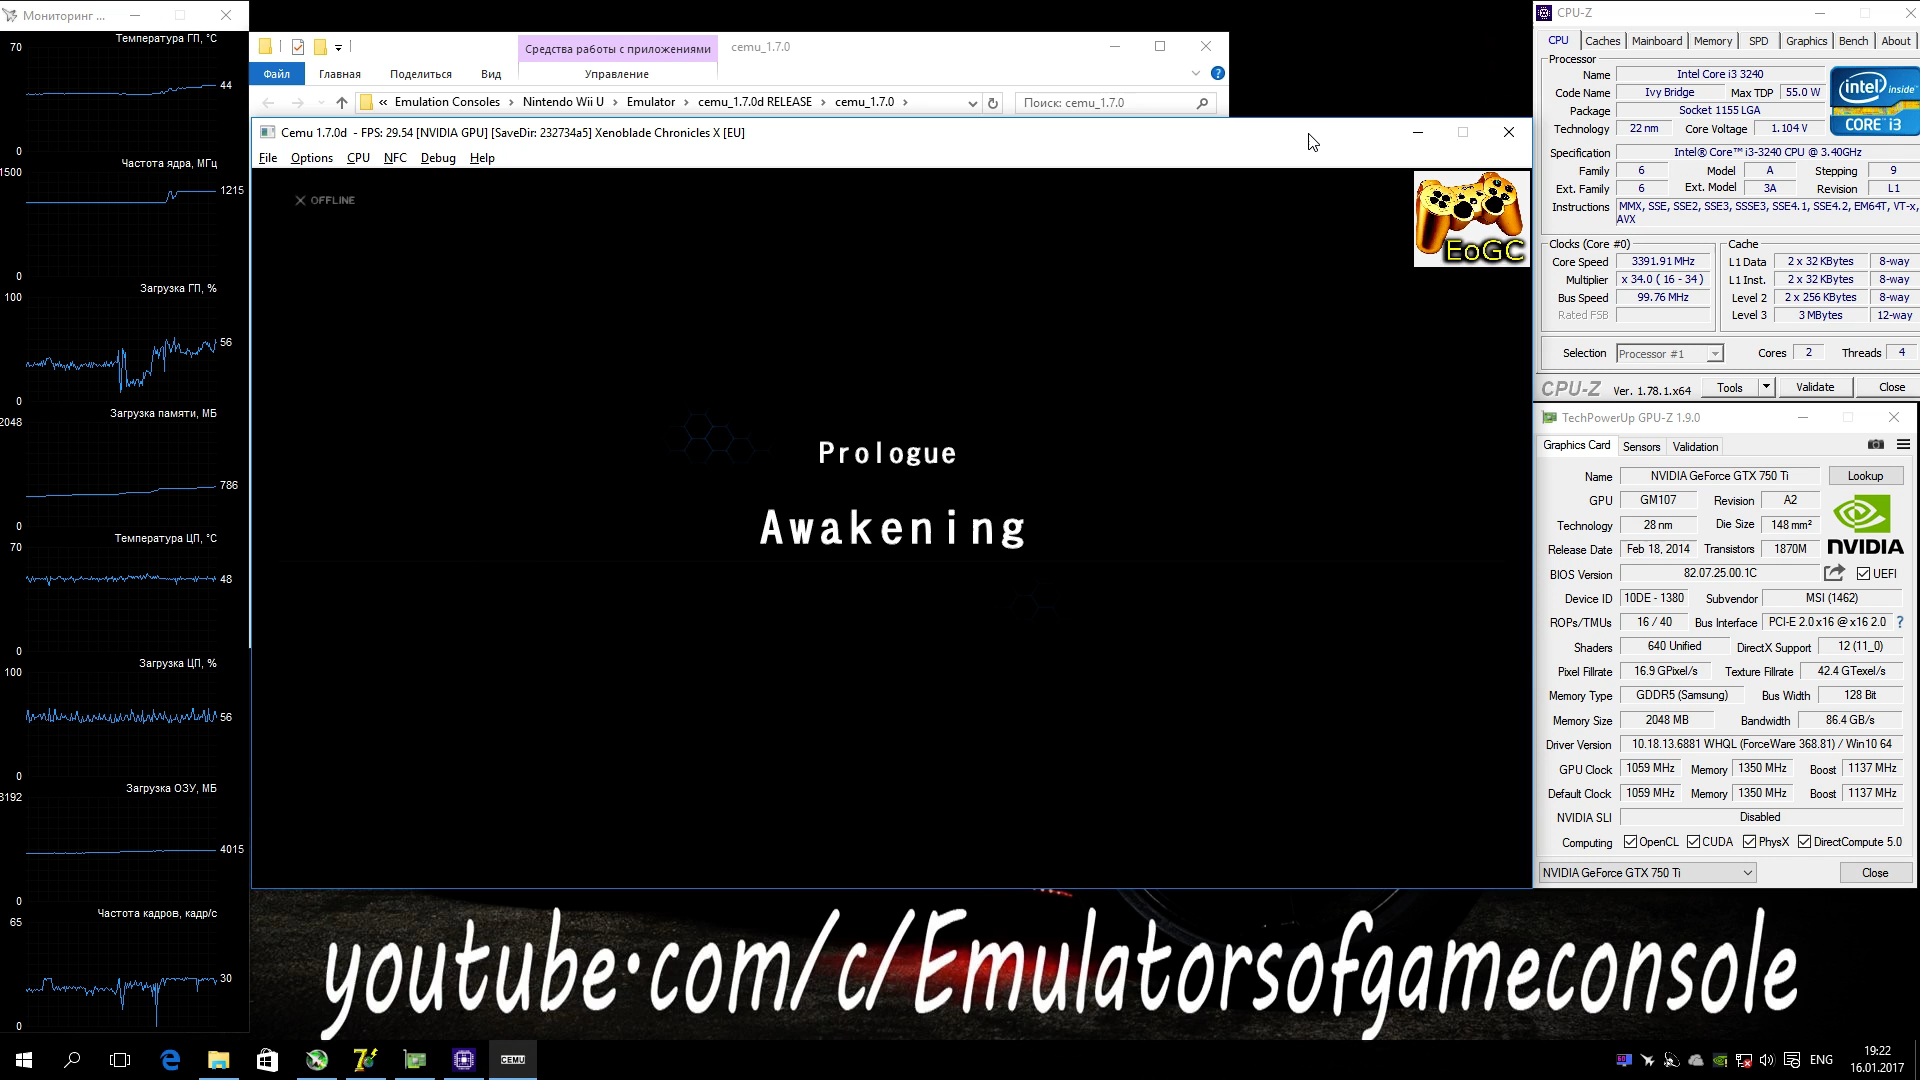 Мониторинг ...
Температура ГП, °C
70
44
0
Частота ядра, МГц
1500
1215
0
Загрузка ГП, %
100
56
0
Загрузка памяти, МБ
2048
786
0
Температура ЦП, °C
70
48
0
Загрузка ЦП, %
100
56
0
Загрузка ОЗУ, МБ
8192
4015
0
Частота кадров, кадр/с
65
30
0
Средства работы с приложениями
cemu_1.7.0
Файл
Главная
Поделиться
Вид
Управление
« Emulation Consoles > Nintendo Wii U > Emulator > cemu_1.7.0d RELEASE > cemu_1.7.0 >
Поиск: cemu_1.7.0
Cemu 1.7.0d - FPS: 29.54 [NVIDIA GPU] [SaveDir: 232734a5] Xenoblade Chronicles X [EU]
File Options CPU NFC Debug Help
OFFLINE
EoGC
Prologue
Awakening
CPU-Z
CPU Caches Mainboard Memory SPD Graphics Bench About
Processor
Name Intel Core i3 3240
Code Name Ivy Bridge Max TDP 55.0 W
Package Socket 1155 LGA
Technology 22 nm Core Voltage 1.104 V
intel inside™
CORE i3
Specification Intel® Core™ i3-3240 CPU @ 3.40GHz
Family 6 Model A Stepping 9
Ext. Family 6 Ext. Model 3A Revision L1
Instructions MMX, SSE, SSE2, SSE3, SSSE3, SSE4.1, SSE4.2, EM64T, VT-x,
AVX
Clocks (Core #0)
Core Speed 3391.91 MHz
Multiplier x 34.0 ( 16 - 34 )
Bus Speed 99.76 MHz
Rated FSB
Cache
L1 Data 2 x 32 KBytes 8-way
L1 Inst. 2 x 32 KBytes 8-way
Level 2 2 x 256 KBytes 8-way
Level 3 3 MBytes 12-way
Selection Processor #1 Cores 2 Threads 4
CPU-Z Ver. 1.78.1.x64 Tools Validate Close
TechPowerUp GPU-Z 1.9.0
Graphics Card Sensors Validation
Name NVIDIA GeForce GTX 750 Ti Lookup
GPU GM107 Revision A2
Technology 28 nm Die Size 148 mm²
Release Date Feb 18, 2014 Transistors 1870M
NVIDIA
BIOS Version 82.07.25.00.1C UEFI
Device ID 10DE - 1380 Subvendor MSI (1462)
ROPs/TMUs 16 / 40 Bus Interface PCI-E 2.0 x16 @ x16 2.0 ?
Shaders 640 Unified DirectX Support 12 (11_0)
Pixel Fillrate 16.9 GPixel/s Texture Fillrate 42.4 GTexel/s
Memory Type GDDR5 (Samsung) Bus Width 128 Bit
Memory Size 2048 MB Bandwidth 86.4 GB/s
Driver Version 10.18.13.6881 WHQL (ForceWare 368.81) / Win10 64
GPU Clock 1059 MHz Memory 1350 MHz Boost 1137 MHz
Default Clock 1059 MHz Memory 1350 MHz Boost 1137 MHz
NVIDIA SLI Disabled
Computing OpenCL CUDA PhysX DirectCompute 5.0
NVIDIA GeForce GTX 750 Ti Close
youtube.com/c/Emulatorsofgameconsole
CEMU
ENG
19:22
16.01.2017